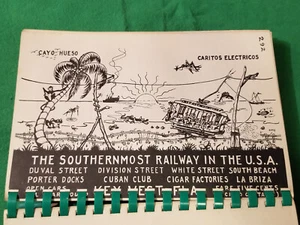 292
CAYO HUESO
CARITOS ELECTRICOS
THE SOUTHERNMOST RAILWAY IN THE U.S.A.
DUVAL STREET DIVISION STREET WHITE STREET SOUTH BEACH
PORTER DOCKS CUBAN CLUB CIGAR FACTORIES LA BRIZA
OPEN CARS KEY WEST FLA FARE FIVE CENTS